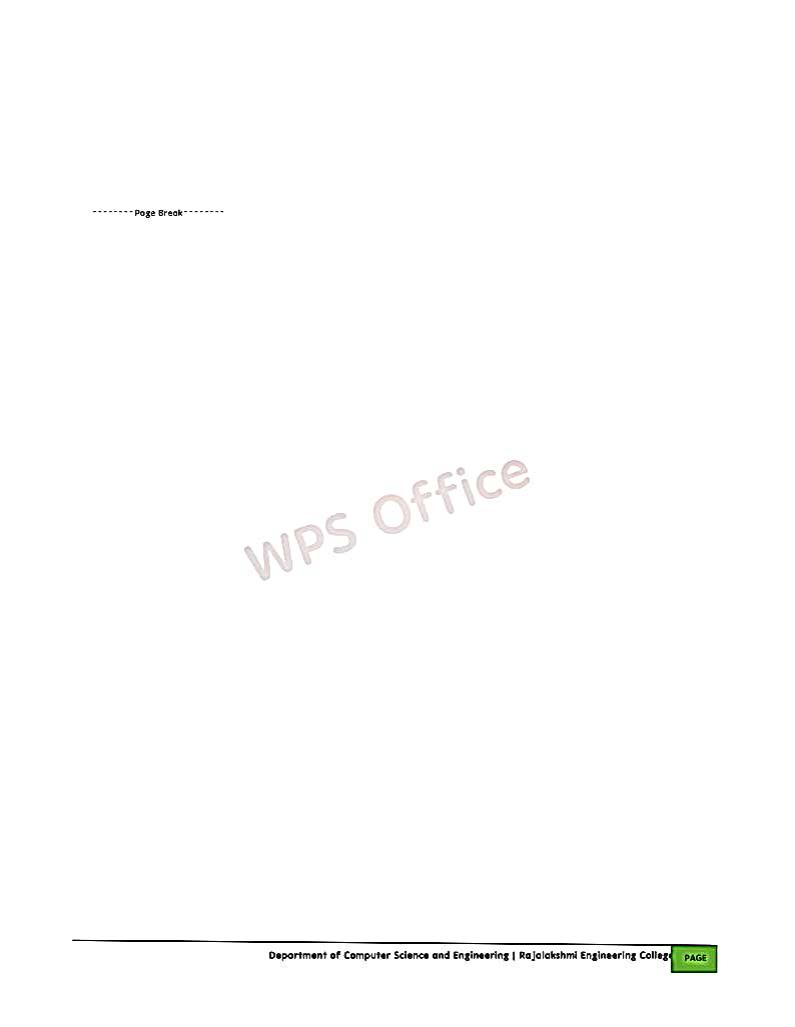 --------Page Break--------
WPS Office
Department of Computer Science and Engineering | Rajalakshmi Engineering College
PAGE